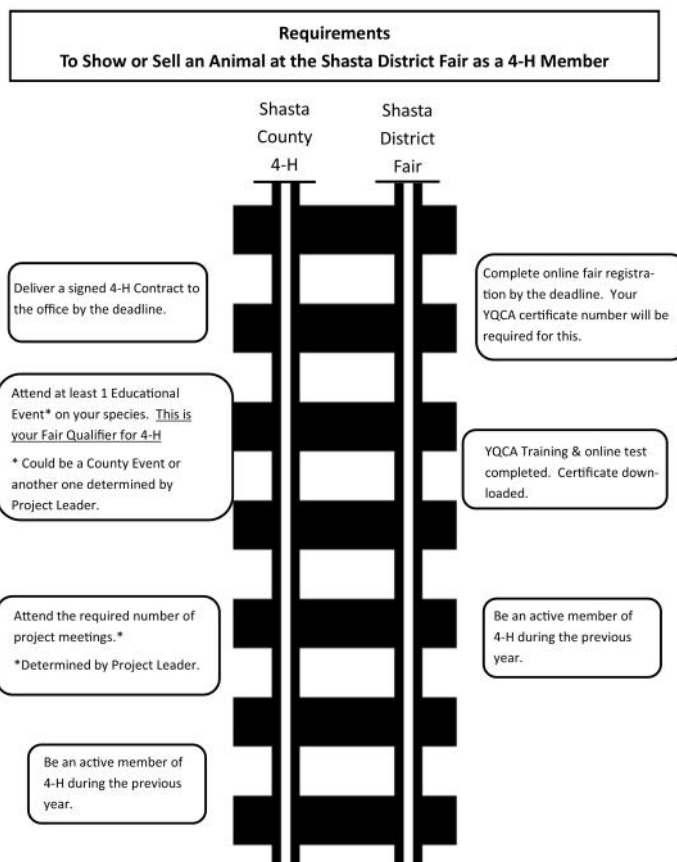 Requirements
To Show or Sell an Animal at the Shasta District Fair as a 4-H Member
Shasta
County
4-H
Shasta
District
Fair
Deliver a signed 4-H Contract to
the office by the deadline.
Complete online fair registra-
tion by the deadline. Your
YQCA certificate number will be
required for this.
Attend at least 1 Educational
Event* on your species. This is
your Fair Qualifier for 4-H
* Could be a County Event or
another one determined by
Project Leader.
YQCA Training & online test
completed. Certificate down-
loaded.
Attend the required number of
project meetings.*
*Determined by Project Leader.
Be an active member of
4-H during the previous
year.
Be an active member of
4-H during the previous
year.